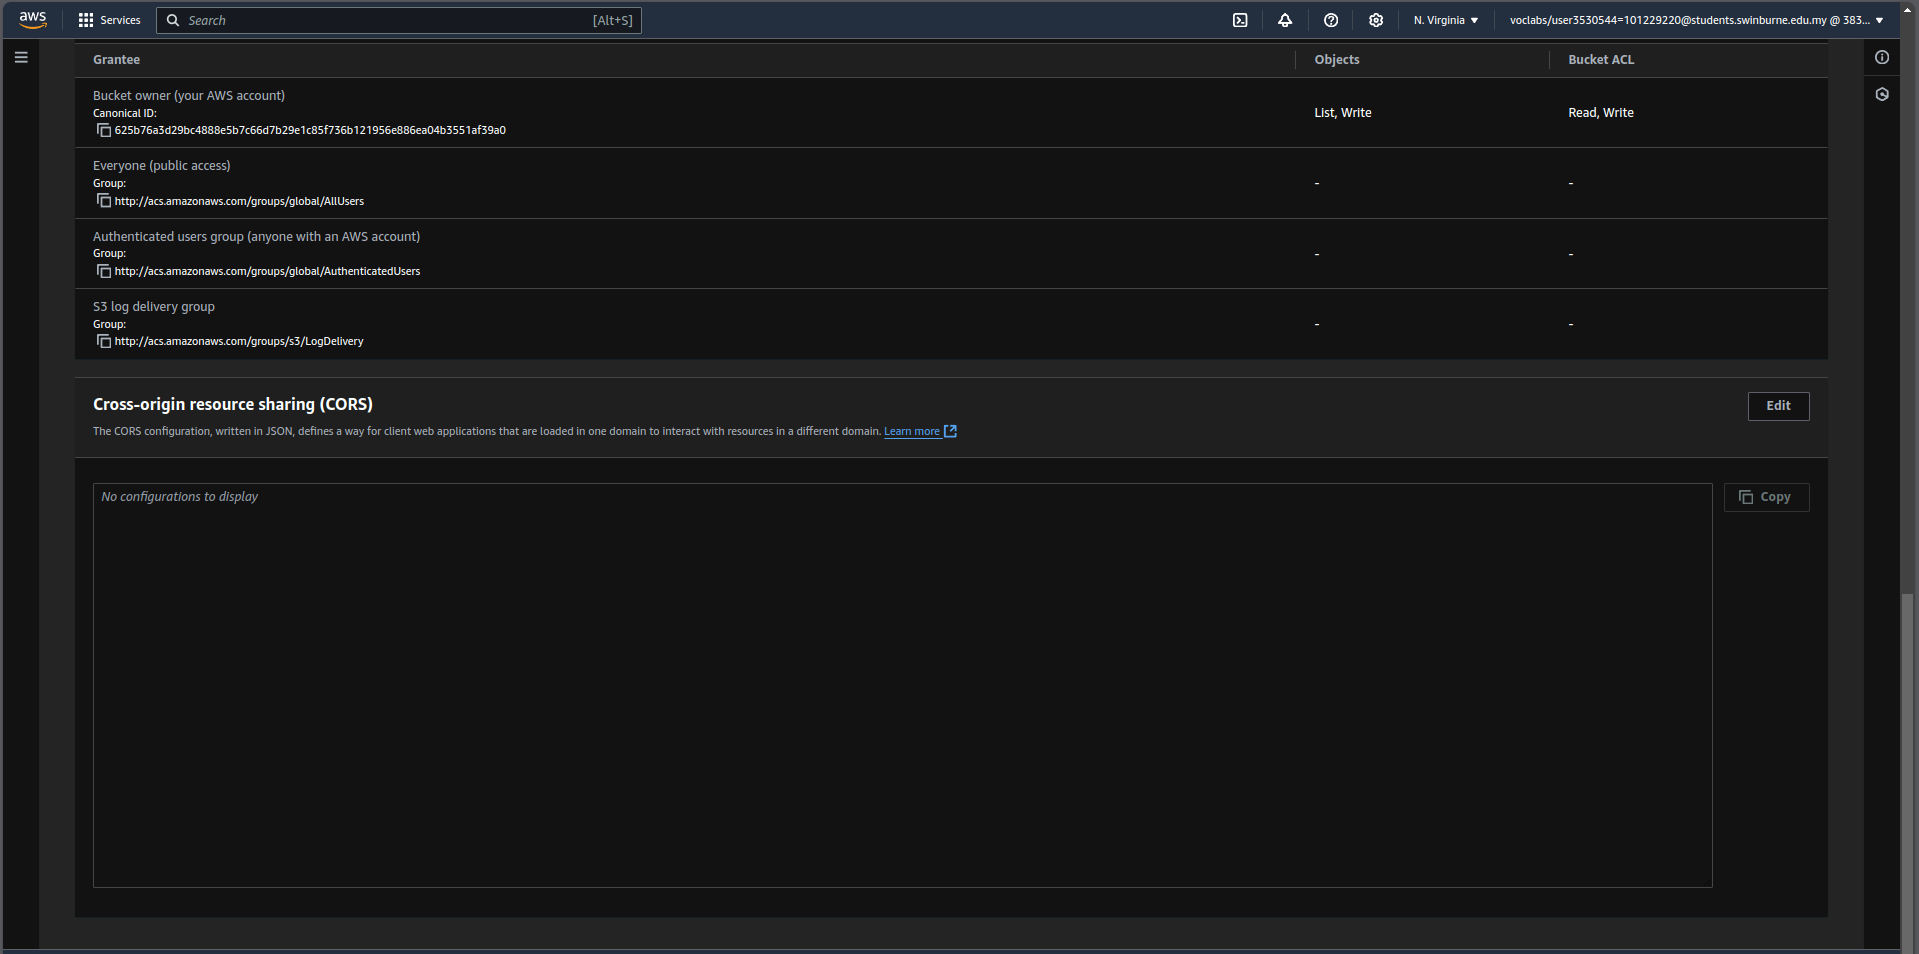 aws Services Search [Alt+S] N. Virginia voclabs/user3530544=101229220@students.swinburne.edu.my @ 383...
Grantee Objects Bucket ACL
Bucket owner (your AWS account)
Canonical ID:
625b76a3d29bc4888e5b7c66d7b29e1c85f736b121956e886ea04b3551af39a0
List, Write Read, Write
Everyone (public access)
Group:
http://acs.amazonaws.com/groups/global/AllUsers
- -
Authenticated users group (anyone with an AWS account)
Group:
http://acs.amazonaws.com/groups/global/AuthenticatedUsers
- -
S3 log delivery group
Group:
http://acs.amazonaws.com/groups/s3/LogDelivery
- -
Cross-origin resource sharing (CORS)
Edit
The CORS configuration, written in JSON, defines a way for client web applications that are loaded in one domain to interact with resources in a different domain. Learn more
No configurations to display
Copy